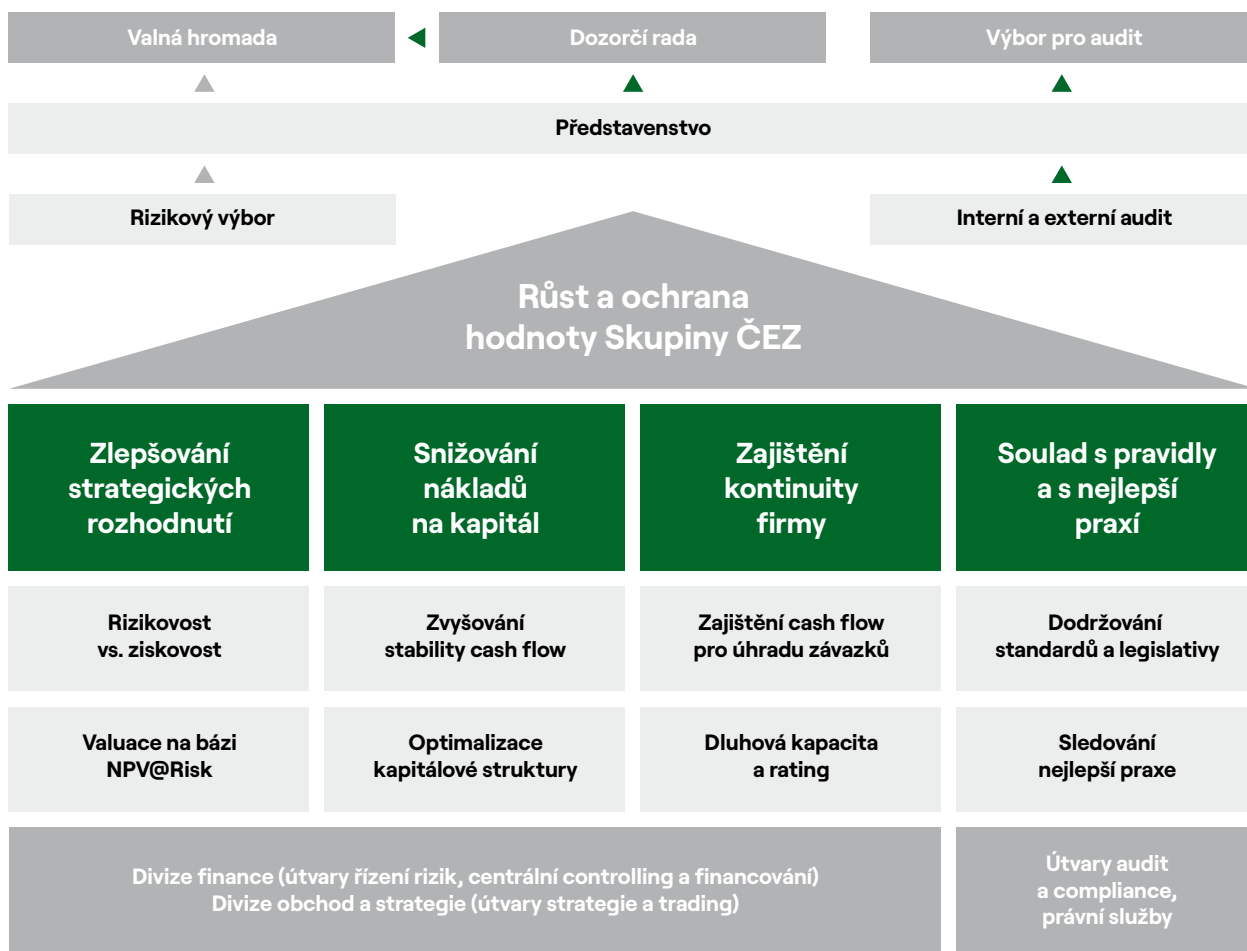 Valná hromada
Dozorčí rada
Výbor pro audit
Představenstvo
Rizikový výbor
Interní a externí audit
Růst a ochrana
hodnoty Skupiny ČEZ
Zlepšování
strategických
rozhodnutí
Snižování
nákladů
na kapitál
Zajištění
kontinuity
firmy
Soulad s pravidly
a s nejlepší
praxí
Rizikovost
vs. ziskovost
Zvyšování
stability cash flow
Zajištění cash flow
pro úhradu závazků
Dodržování
standardů a legislativy
Valuace na bázi
NPV@Risk
Optimalizace
kapitálové struktury
Dluhová kapacita
a rating
Sledování
nejlepší praxe
Divize finance (útvary řízení rizik, centrální controlling a financování)
Divize obchod a strategie (útvary strategie a trading)
Útvary audit
a compliance,
právní služby